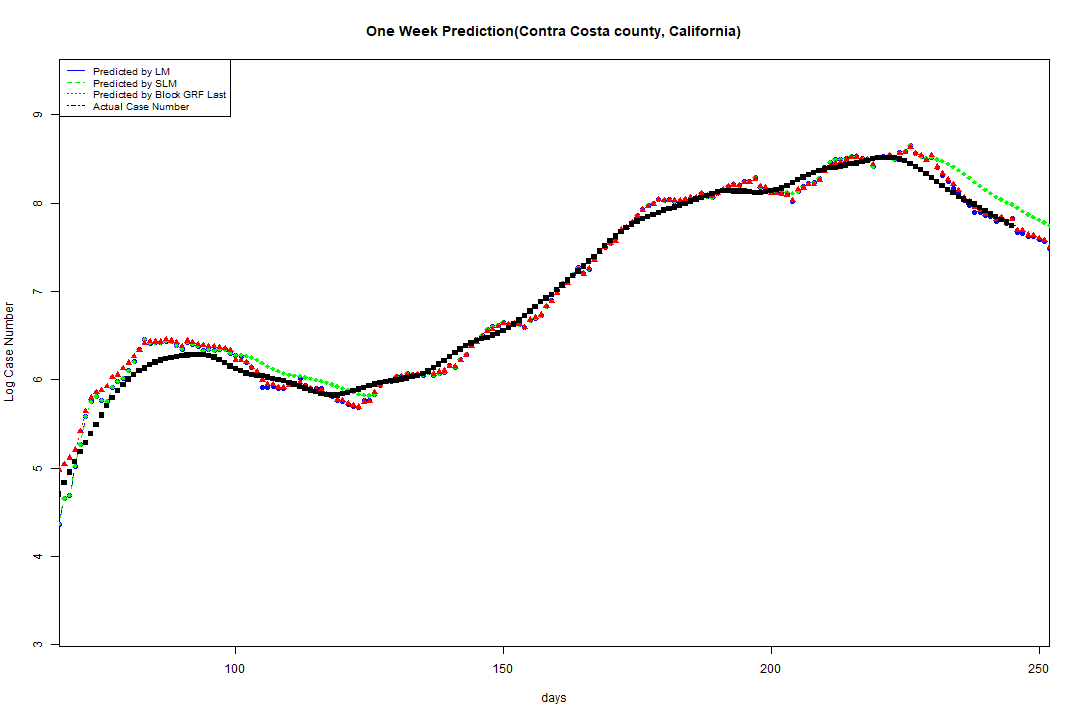 One Week Prediction(Contra Costa county, California)
Predicted by LM
Predicted by SLM
Predicted by Block GRF Last
Actual Case Number
9
8
7
6
5
4
3
Log Case Number
100 150 200 250
days